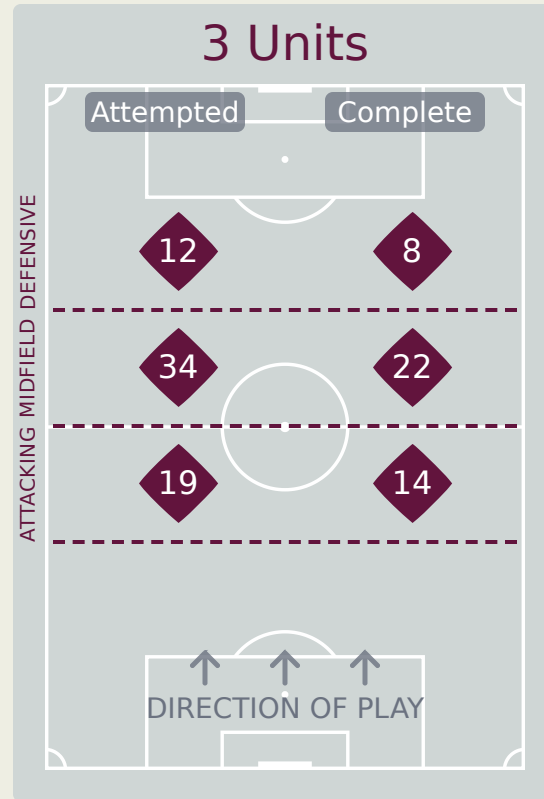 3 Units
Attempted Complete
ATTACKING MIDFIELD DEFENSIVE
12 8
34 22
19 14
DIRECTION OF PLAY